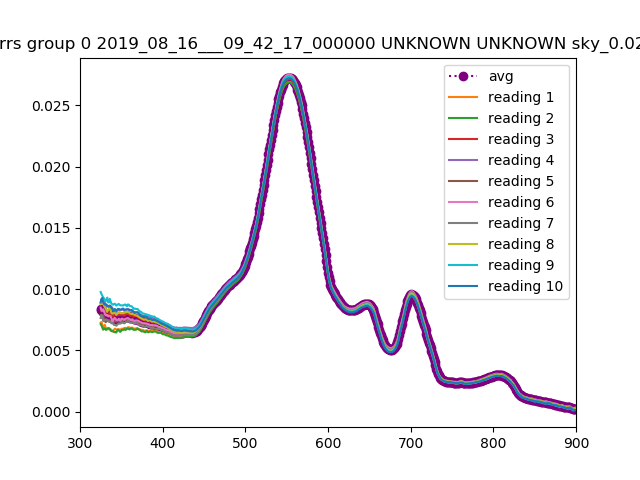 rrs group 0 2019_08_16___09_42_17_000000 UNKNOWN UNKNOWN sky_0.02
avg
reading 1
reading 2
reading 3
reading 4
reading 5
reading 6
reading 7
reading 8
reading 9
reading 10
0.025
0.020
0.015
0.010
0.005
0.000
300 400 500 600 700 800 900